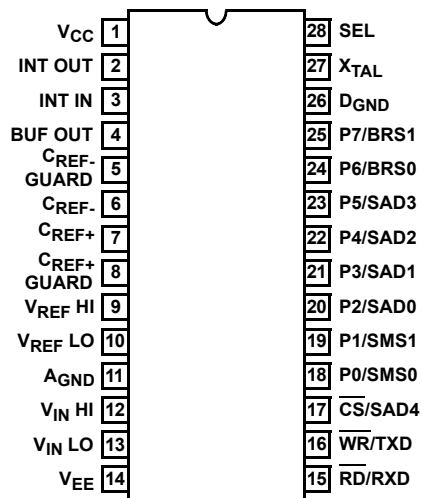 VCC 1
INT OUT 2
INT IN 3
BUF OUT 4
CREF-
GUARD 5
CREF- 6
CREF+ 7
CREF+
GUARD 8
VREF HI 9
VREF LO 10
AGND 11
VIN HI 12
VIN LO 13
VEE 14
28 SEL
27 XTAL
26 DGND
25 P7/BRS1
24 P6/BRS0
23 P5/SAD3
22 P4/SAD2
21 P3/SAD1
20 P2/SAD0
19 P1/SMS1
18 P0/SMS0
17 C̅S̅/SAD4
16 W̅R̅/TXD
15 R̅D̅/RXD